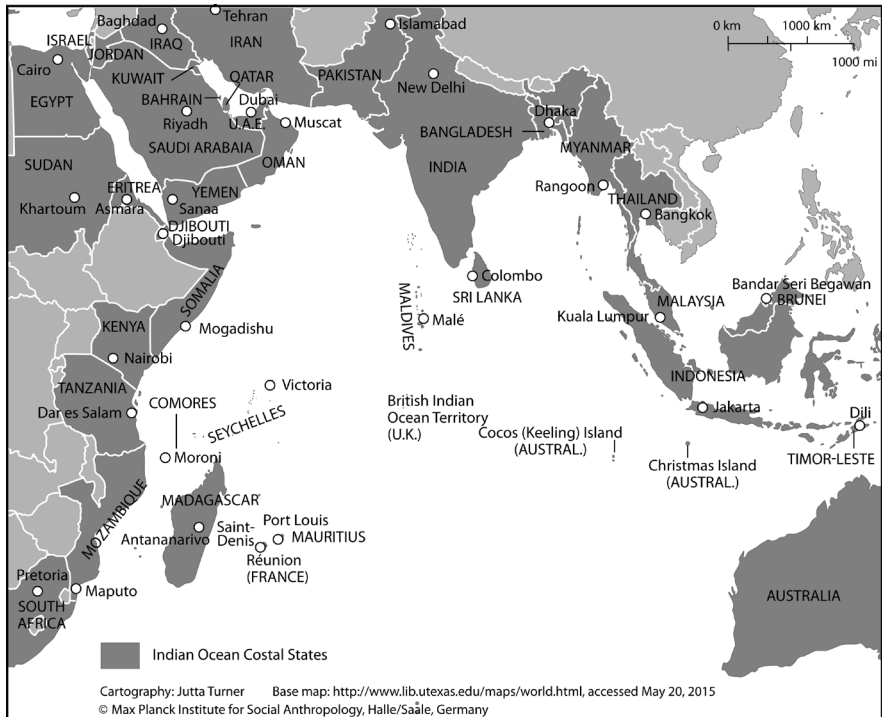 Baghdad
Tehran
Islamabad
0 km 1000 km
1000 mi
ISRAEL
IRAQ
IRAN
JORDAN
Cairo
KUWAIT
QATAR
PAKISTAN
New Delhi
EGYPT
BAHRAIN
Dubai
Riyadh
U.A.E.
Muscat
Dhaka
BANGLADESH
MYANMAR
SAUDI ARABAIA
OMAN
INDIA
SUDAN
ERITREA
YEMEN
Rangoon
THAILAND
Khartoum
Asmara
Sanaa
Bangkok
DJIBOUTI
Djibouti
SOMALIA
MALDIVES
Colombo
SRI LANKA
Bandar Seri Begawan
BRUNEI
MALAYSIA
KENYA
Mogadishu
Malé
Kuala Lumpur
Nairobi
TANZANIA
COMORES
Victoria
SEYCHELLES
INDONESIA
British Indian
Ocean Territory
(U.K.)
Dar es Salam
Jakarta
Dili
Cocos (Keeling) Island
(AUSTRAL.)
Christmas Island
(AUSTRAL.)
TIMOR-LESTE
Moroni
MOZAMBIQUE
MADAGASCAR
Antananarivo
Saint-
Denis
Port Louis
MAURITIUS
Réunion
(FRANCE)
Pretoria
Maputo
SOUTH
AFRICA
AUSTRALIA
Indian Ocean Costal States
Cartography: Jutta Turner Base map: http://www.lib.utexas.edu/maps/world.html, accessed May 20, 2015
© Max Planck Institute for Social Anthropology, Halle/Saale, Germany